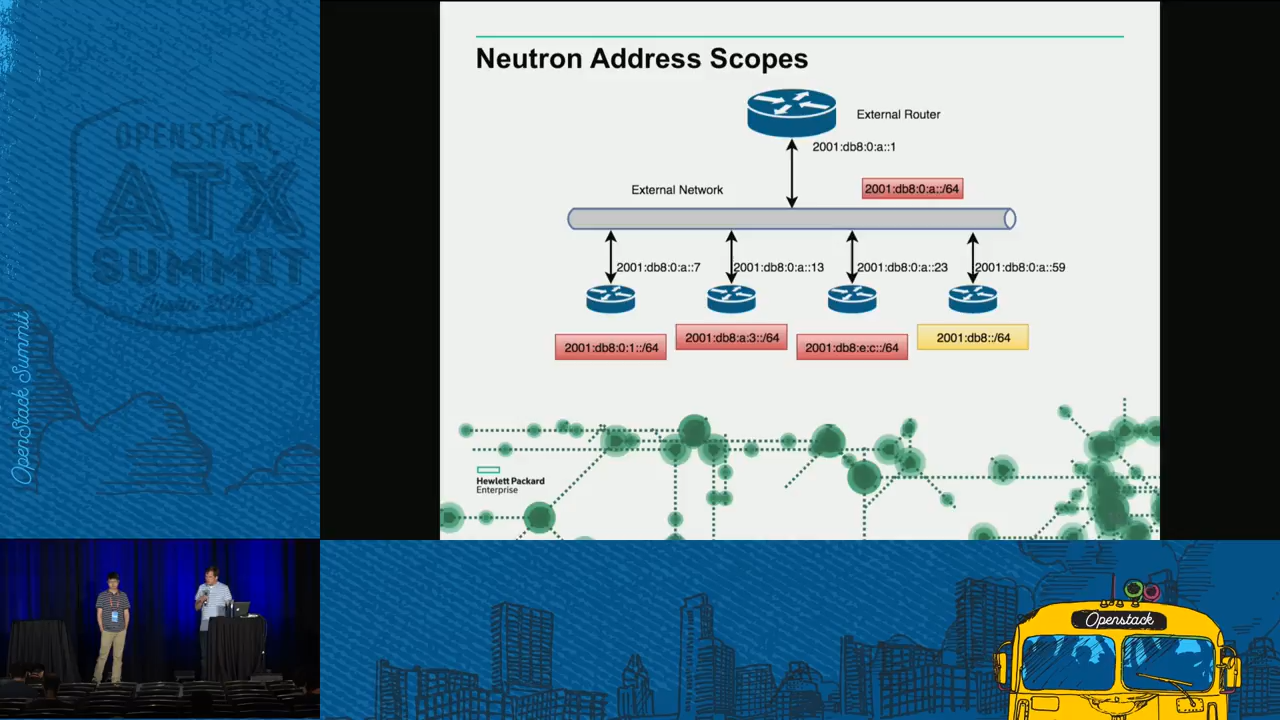 Neutron Address Scopes
External Router
2001:db8:0:a::1
External Network
2001:db8:0:a::/64
2001:db8:0:a::7
2001:db8:0:a::13
2001:db8:0:a::23
2001:db8:0:a::59
2001:db8:0:1::/64
2001:db8:a:3::/64
2001:db8:e:c::/64
2001:db8::/64
Hewlett Packard
Enterprise
OPENSTACK
ATX
SUMMIT
OpenStack Summit
Openstack